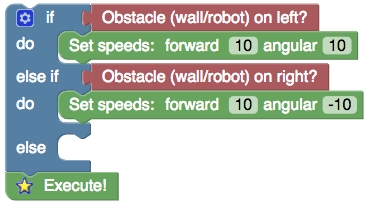 if Obstacle (wall/robot) on left?
do Set speeds: forward 10 angular 10
else if Obstacle (wall/robot) on right?
do Set speeds: forward 10 angular -10
else
Execute!